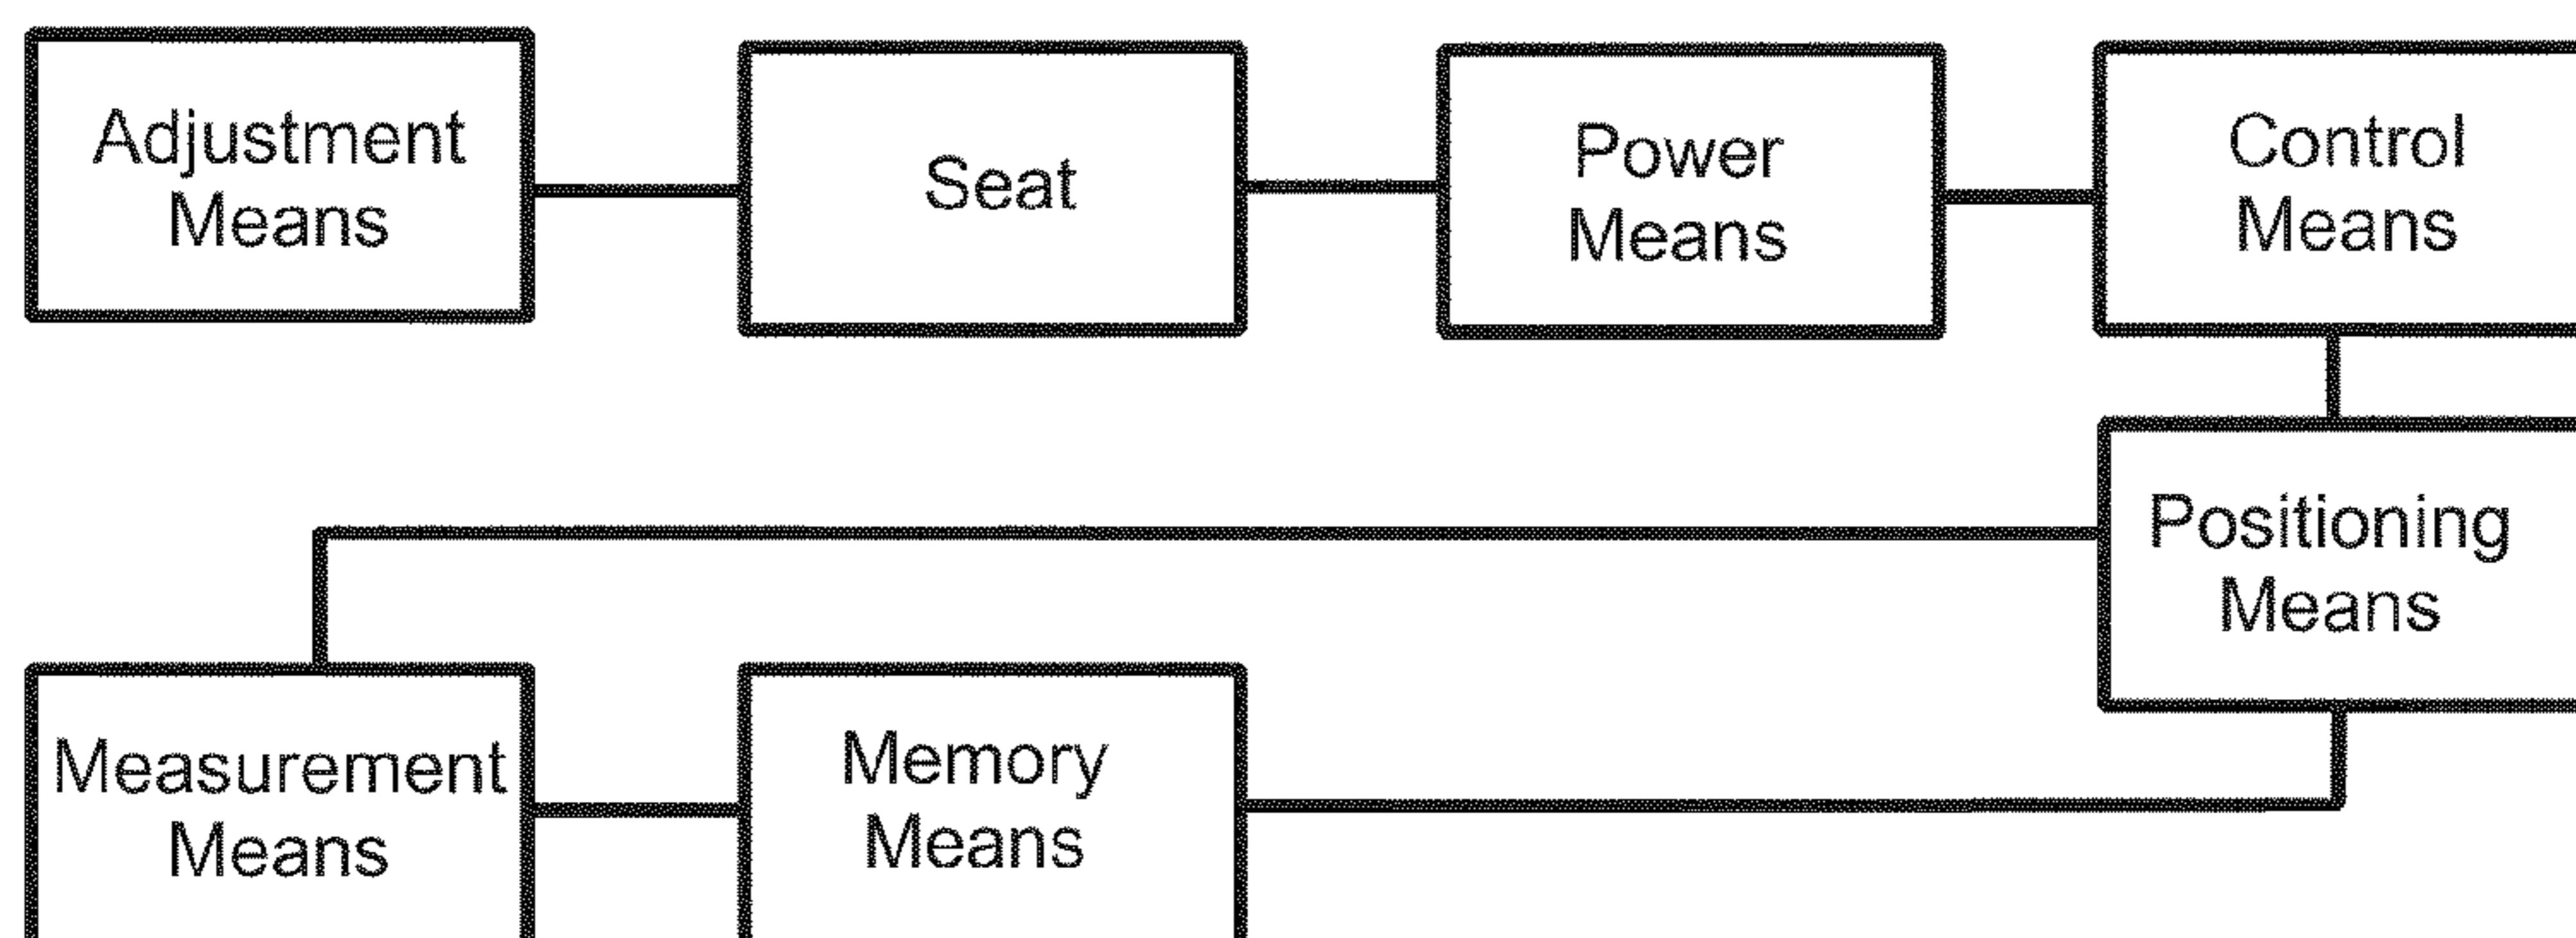 Adjustment
Means
Seat
Power
Means
Control
Means
Positioning
Means
Measurement
Means
Memory
Means